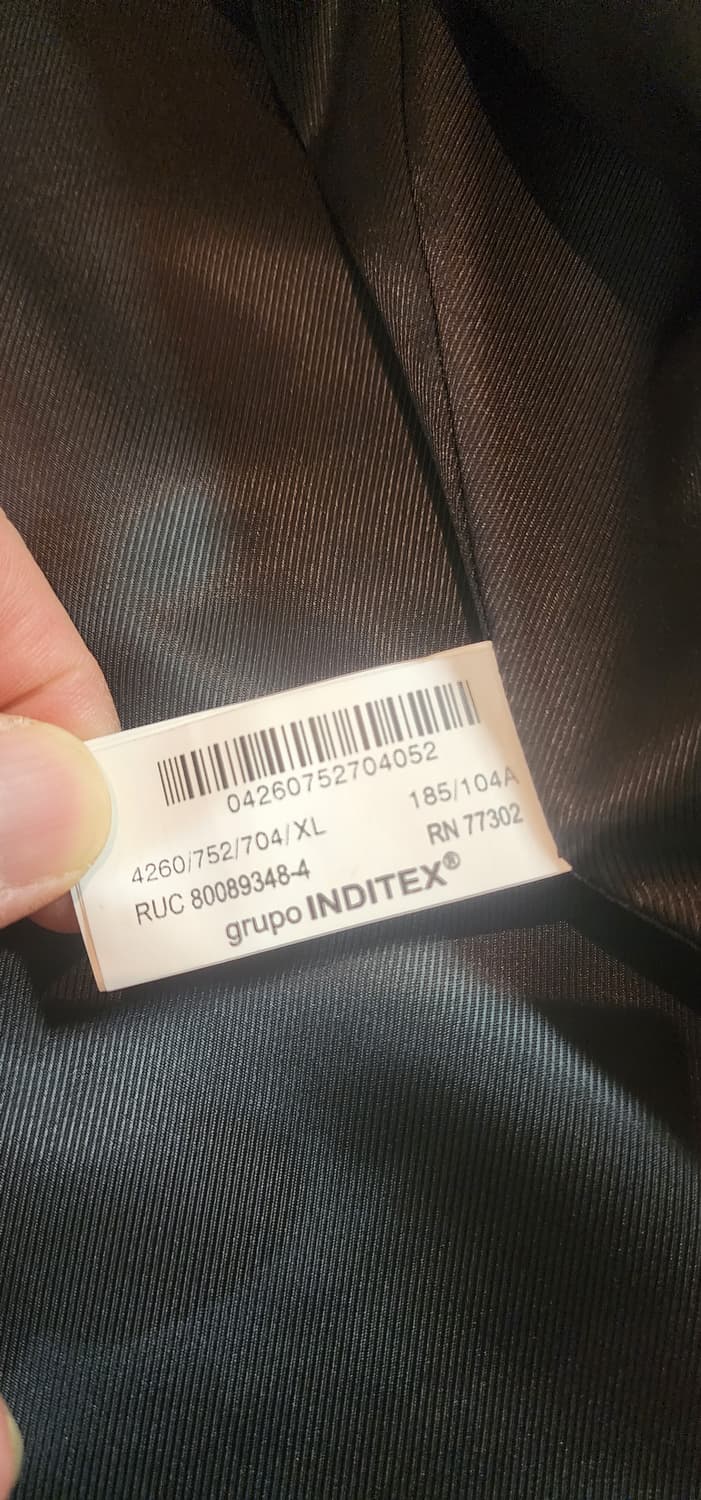 04260752704052
4260/752/704/XL 185/104A
RUC 80089348-4 RN 77302
grupo INDITEX®